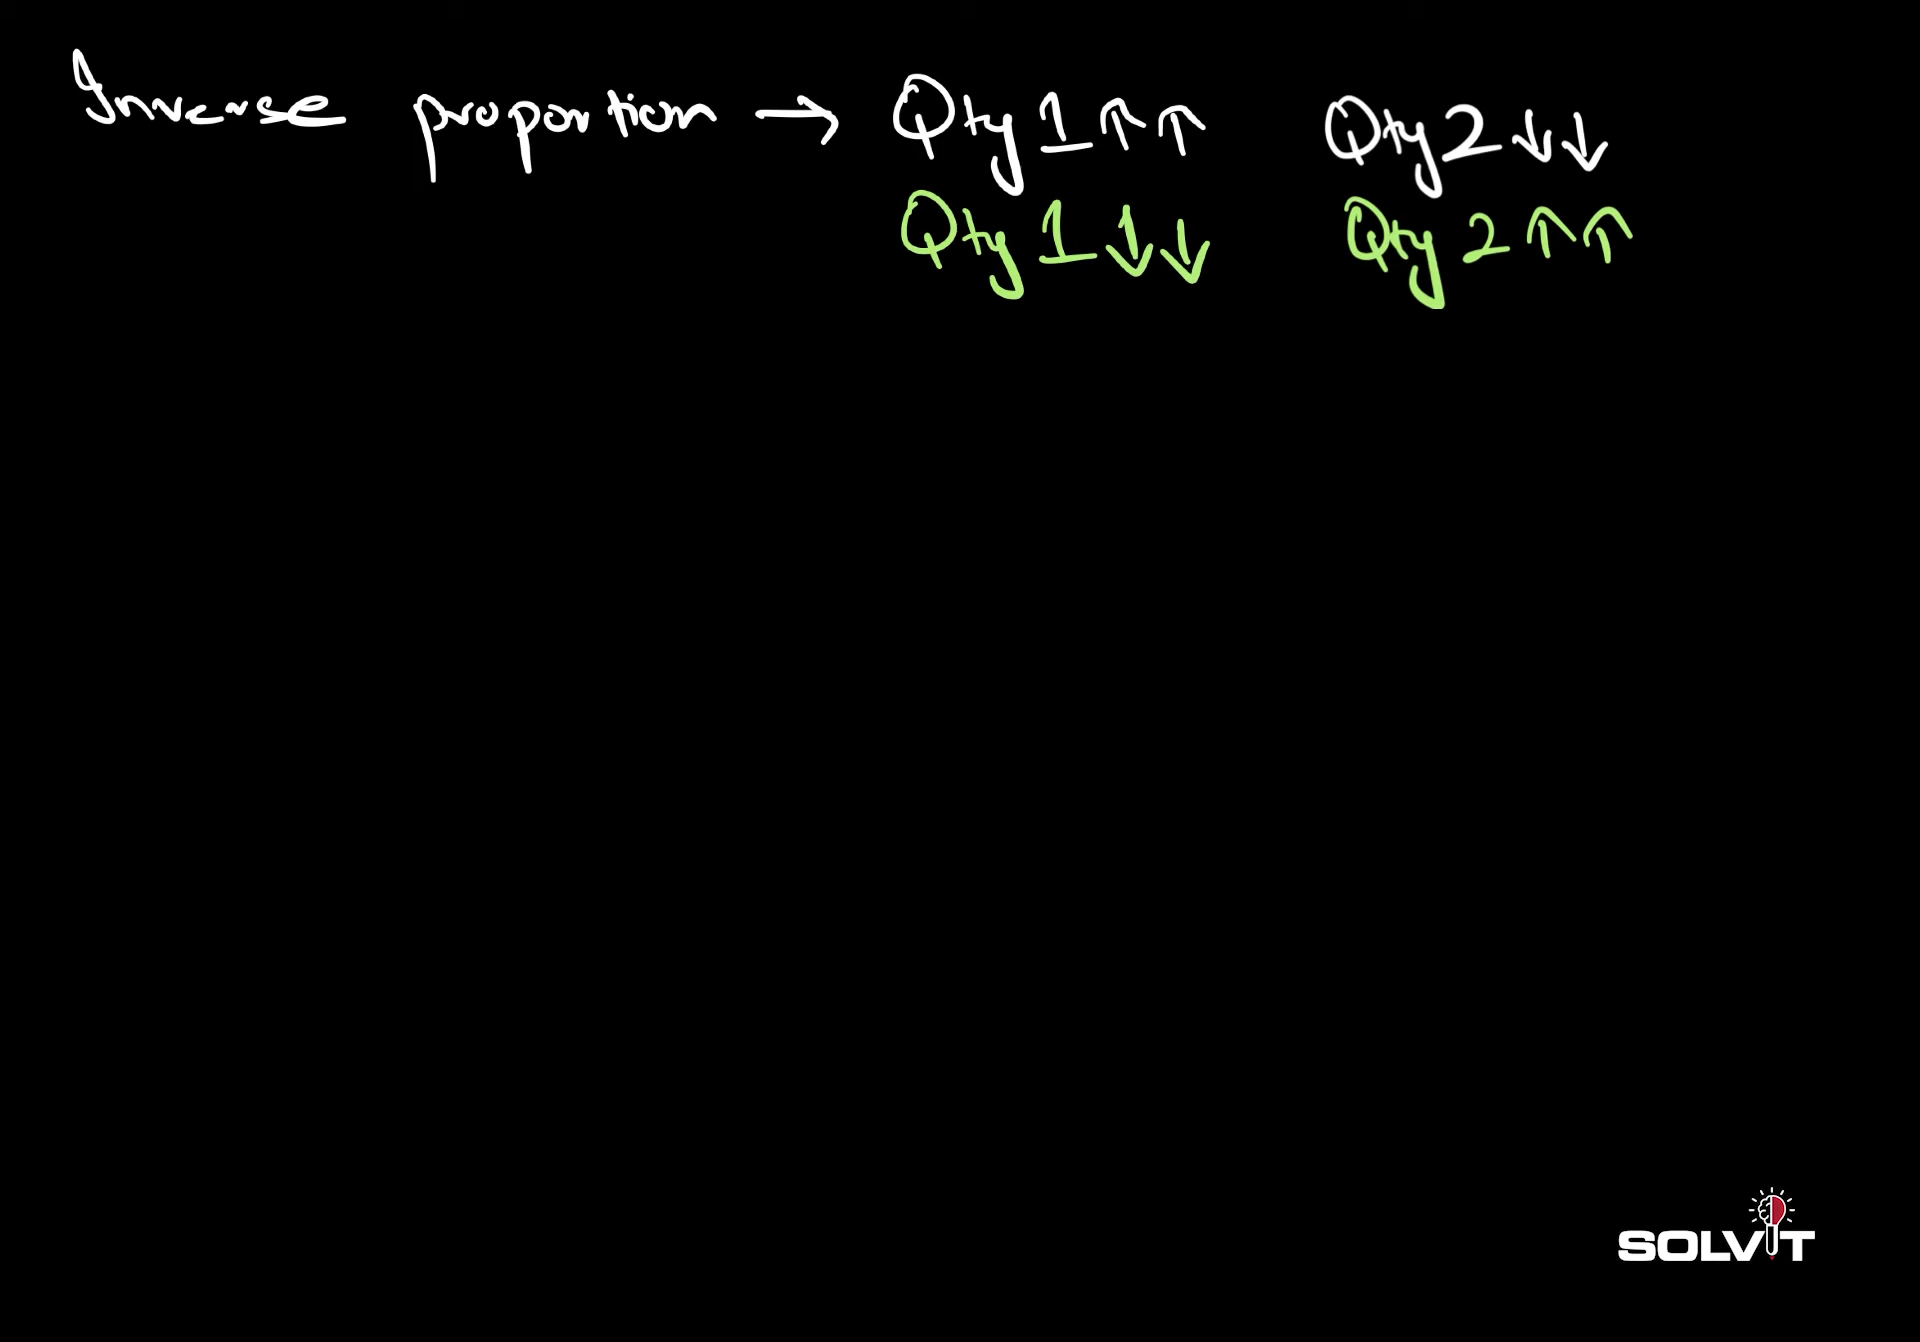 Inverse proportion → Qty 1 ↑↑ Qty 2 ↓↓
Qty 1 ↓↓ Qty 2 ↑↑
SOLVIT